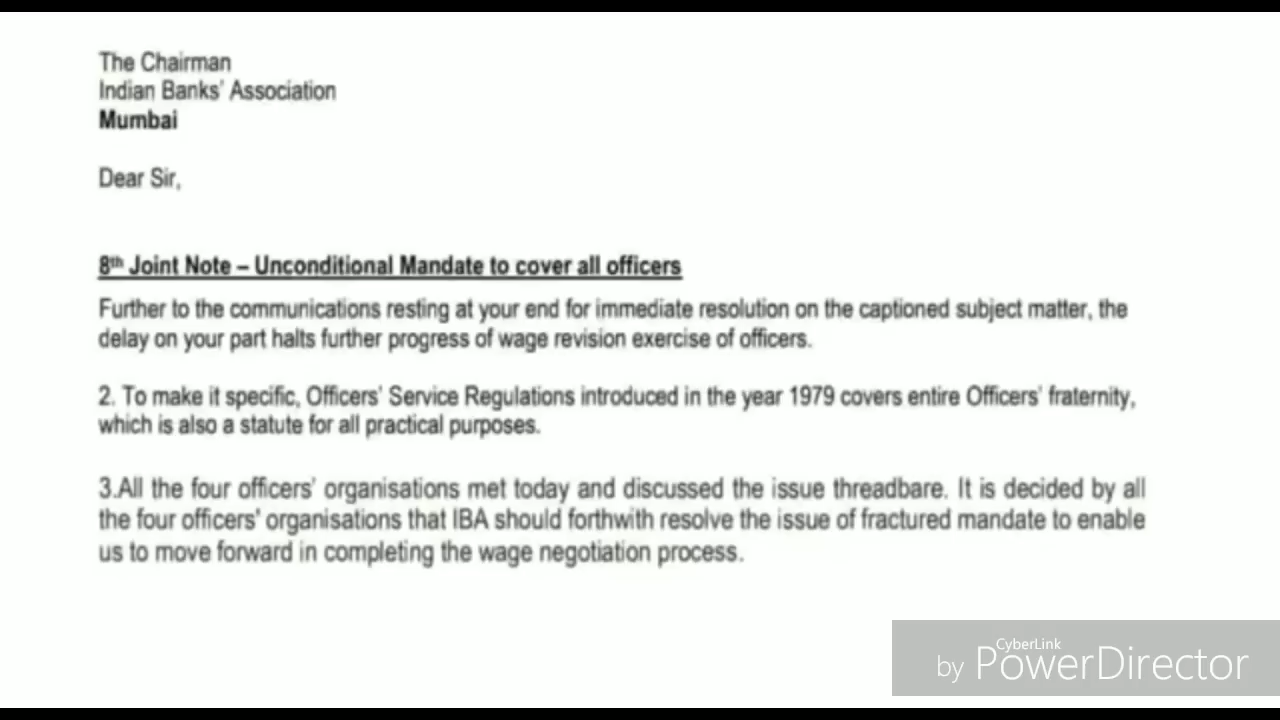 The Chairman
Indian Banks' Association
Mumbai
Dear Sir,
8th Joint Note – Unconditional Mandate to cover all officers
Further to the communications resting at your end for immediate resolution on the captioned subject matter, the
delay on your part halts further progress of wage revision exercise of officers.
2. To make it specific, Officers' Service Regulations introduced in the year 1979 covers entire Officers' fraternity,
which is also a statute for all practical purposes.
3.All the four officers' organisations met today and discussed the issue threadbare. It is decided by all
the four officers' organisations that IBA should forthwith resolve the issue of fractured mandate to enable
us to move forward in completing the wage negotiation process.
CyberLink
by PowerDirector